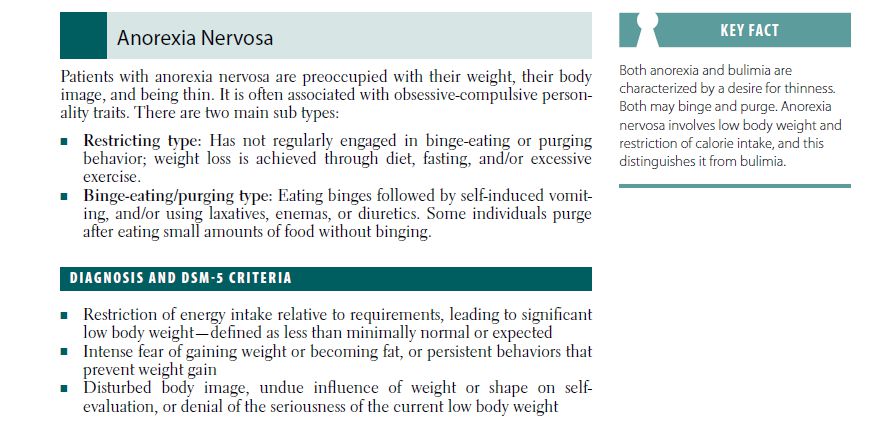 Anorexia Nervosa
Patients with anorexia nervosa are preoccupied with their weight, their body
image, and being thin. It is often associated with obsessive-compulsive person-
ality traits. There are two main sub types:
■ Restricting type: Has not regularly engaged in binge-eating or purging
behavior; weight loss is achieved through diet, fasting, and/or excessive
exercise.
■ Binge-eating/purging type: Eating binges followed by self-induced vomit-
ing, and/or using laxatives, enemas, or diuretics. Some individuals purge
after eating small amounts of food without binging.
DIAGNOSIS AND DSM-5 CRITERIA
■ Restriction of energy intake relative to requirements, leading to significant
low body weight—defined as less than minimally normal or expected
■ Intense fear of gaining weight or becoming fat, or persistent behaviors that
prevent weight gain
■ Disturbed body image, undue influence of weight or shape on self-
evaluation, or denial of the seriousness of the current low body weight
KEY FACT
Both anorexia and bulimia are
characterized by a desire for thinness.
Both may binge and purge. Anorexia
nervosa involves low body weight and
restriction of calorie intake, and this
distinguishes it from bulimia.